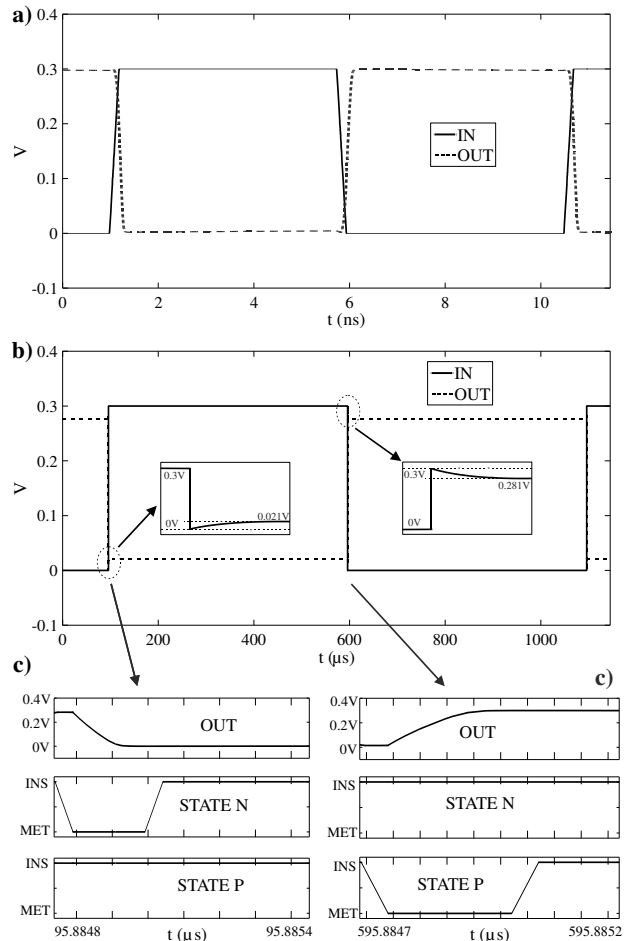 a)
0.4
0.3
0.2
0.1
0
-0.1
V
IN
OUT
0 2 4 6 8 10
t (ns)
b)
0.4
0.3
0.2
0.1
0
-0.1
V
IN
OUT
0.3V
0V
0.021V
0.3V
0V
0.281V
0 200 400 600 800 1000
t (μs)
c)
0.4V
0.2V
0V
OUT
INS
MET
STATE N
INS
MET
STATE P
95.8848 t (μs) 95.8854
c)
0.4V
0.2V
0V
OUT
INS
MET
STATE N
INS
MET
STATE P
595.8847 t (μs) 595.8852